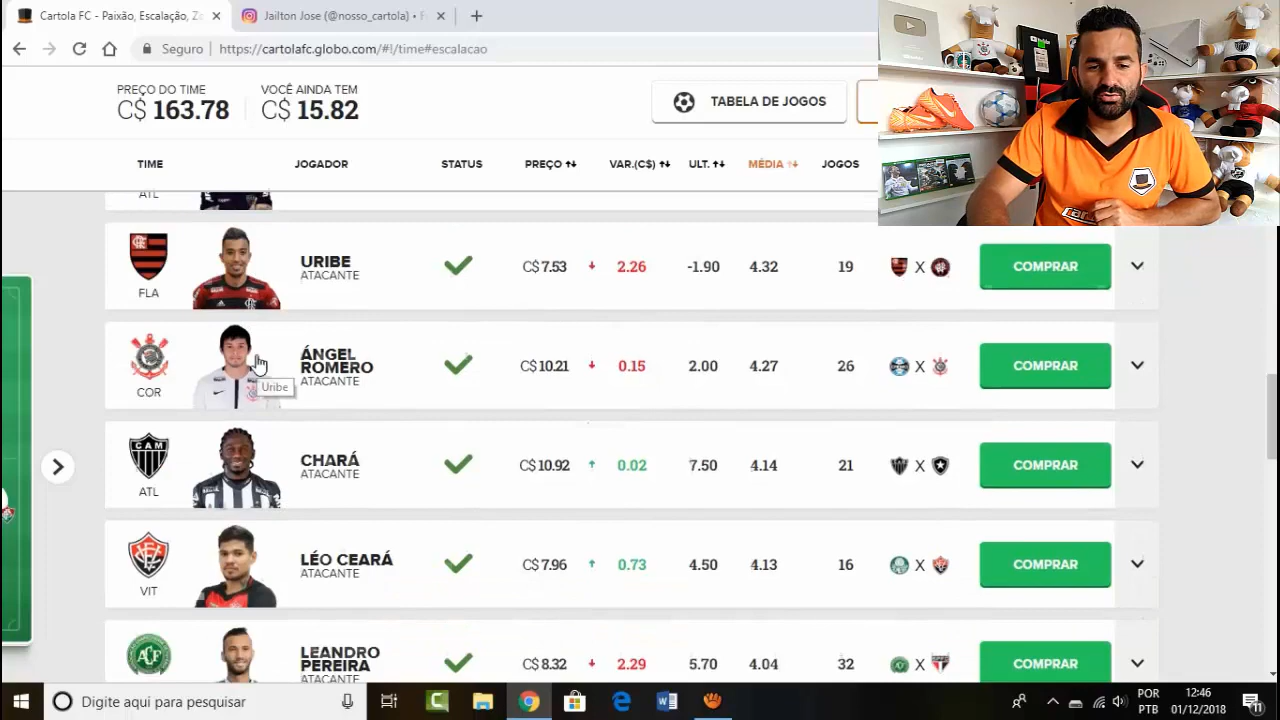 Cartola FC - Paixão, Escalação, Za
Jailton Jose (@nosso_cartola) • F
Seguro
https://cartolafc.globo.com/#!/time#escalacao
PREÇO DO TIME
C$ 163.78
VOCÊ AINDA TEM
C$ 15.82
TABELA DE JOGOS
TIME JOGADOR STATUS PREÇO VAR.(C$) ULT. MÉDIA JOGOS
ATL
FLA
URIBE
ATACANTE
C$ 7.53 2.26 -1.90 4.32 19 X COMPRAR
COR
ÁNGEL
ROMERO
ATACANTE
Uribe
C$ 10.21 0.15 2.00 4.27 26 X COMPRAR
CAM
ATL
CHARÁ
ATACANTE
C$ 10.92 0.02 7.50 4.14 21 X COMPRAR
VIT
LÉO CEARÁ
ATACANTE
C$ 7.96 0.73 4.50 4.13 16 X COMPRAR
ACF
LEANDRO
PEREIRA
ATACANTE
C$ 8.32 2.29 5.70 4.04 32 X COMPRAR
Digite aqui para pesquisar
POR
PTB
12:46
01/12/2018
11